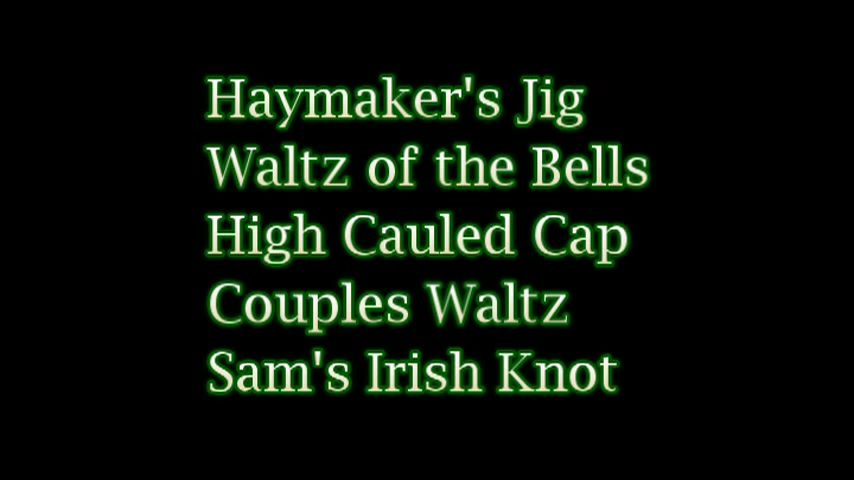 Haymaker's Jig
Waltz of the Bells
High Cauled Cap
Couples Waltz
Sam's Irish Knot